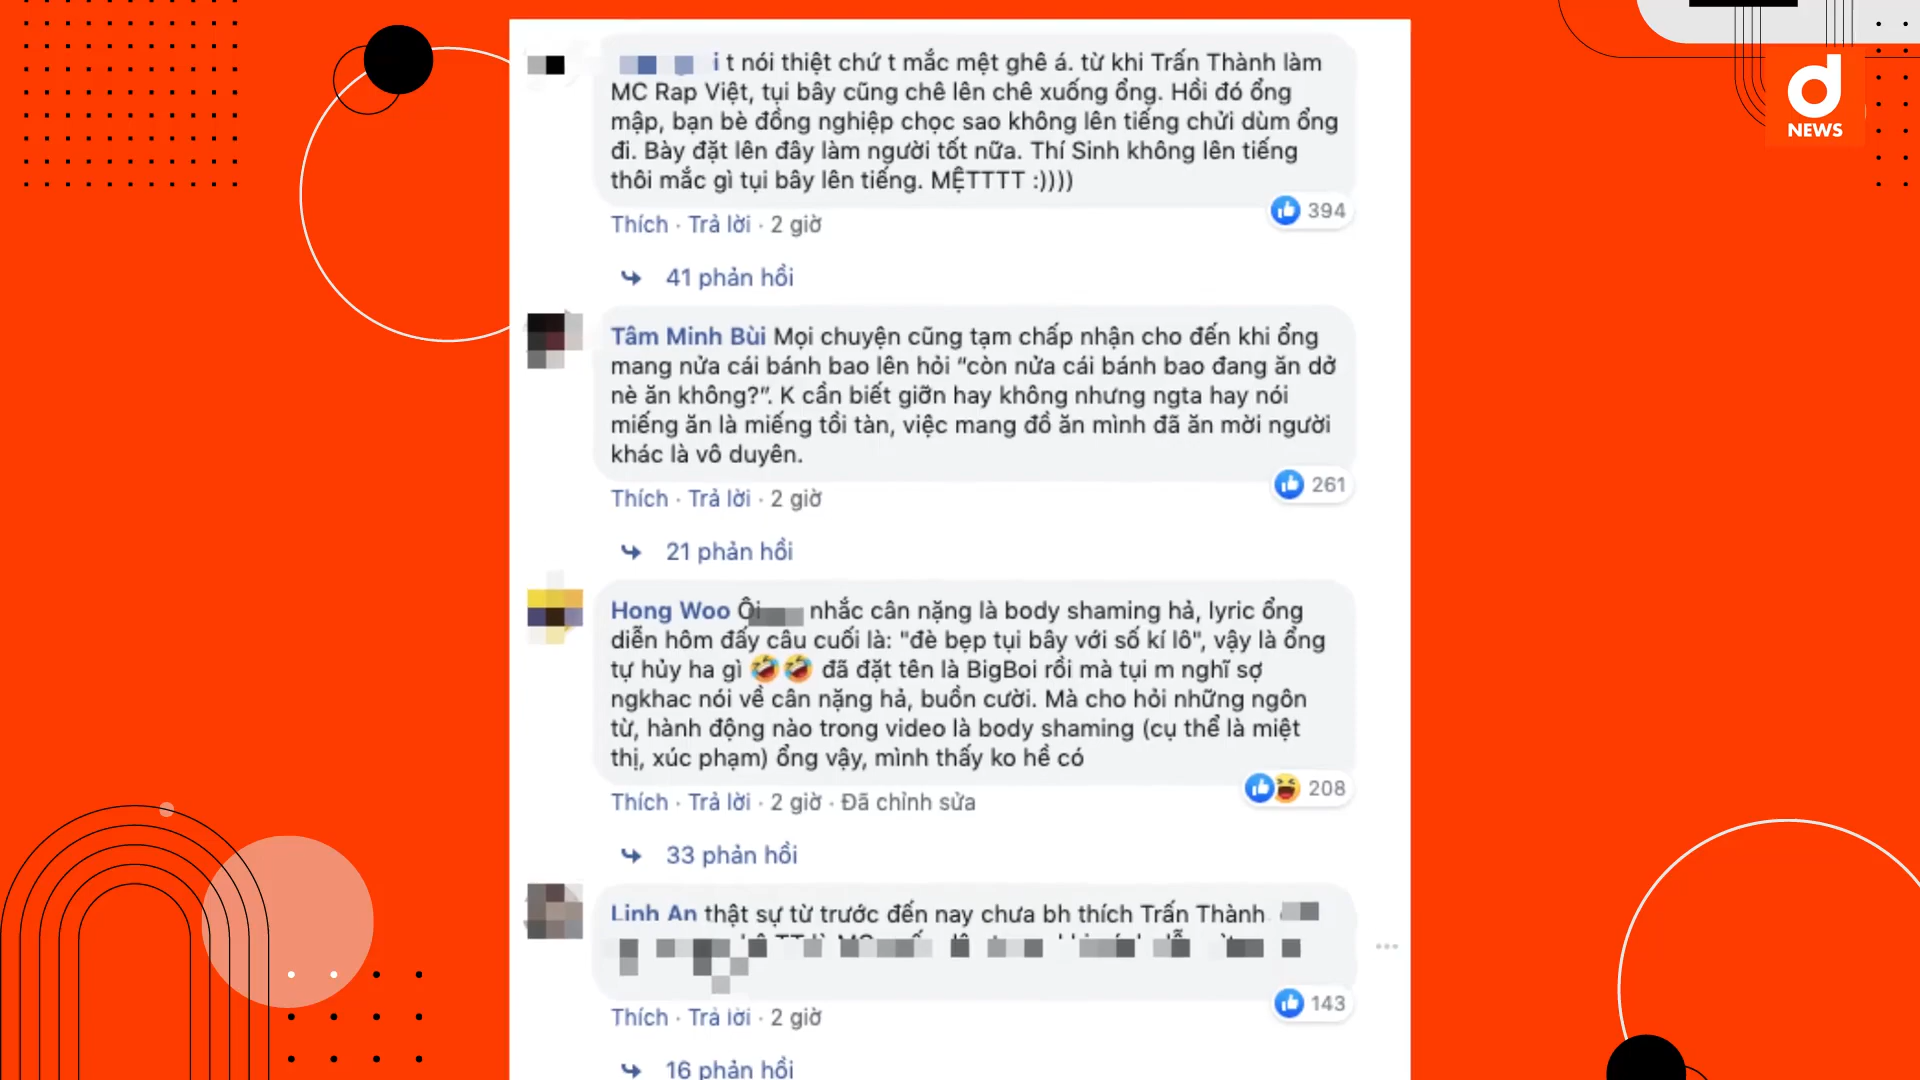 d
NEWS
i t nói thiệt chứ t mắc mệt ghê á. từ khi Trấn Thành làm
MC Rap Việt, tụi bây cũng chê lên chê xuống ổng. Hồi đó ổng
mập, bạn bè đồng nghiệp chọc sao không lên tiếng chửi dùm ổng
đi. Bày đặt lên đây làm người tốt nữa. Thí Sinh không lên tiếng
thôi mắc gì tụi bây lên tiếng. MỆTTTT :))))
394
Thích · Trả lời · 2 giờ
41 phản hồi
Tâm Minh Bùi Mọi chuyện cũng tạm chấp nhận cho đến khi ổng
mang nửa cái bánh bao lên hỏi “còn nửa cái bánh bao đang ăn dở
nè ăn không?”. K cần biết giỡn hay không nhưng ngta hay nói
miếng ăn là miếng tồi tàn, việc mang đồ ăn mình đã ăn mời người
khác là vô duyên.
261
Thích · Trả lời · 2 giờ
21 phản hồi
Hong Woo Ôi nhắc cân nặng là body shaming hả, lyric ổng
diễn hôm đấy câu cuối là: "đè bẹp tụi bây với số kí lô", vậy là ổng
tự hủy ha gì 🤣🤣 đã đặt tên là BigBoi rồi mà tụi m nghĩ sợ
ngkhac nói về cân nặng hả, buồn cười. Mà cho hỏi những ngôn
từ, hành động nào trong video là body shaming (cụ thể là miệt
thị, xúc phạm) ổng vậy, mình thấy ko hề có
208
Thích · Trả lời · 2 giờ · Đã chỉnh sửa
33 phản hồi
Linh An thật sự từ trước đến nay chưa bh thích Trấn Thành
143
Thích · Trả lời · 2 giờ
16 phản hồi